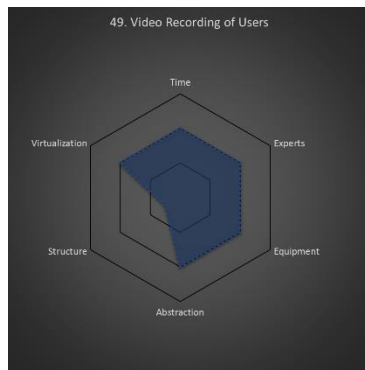 49. Video Recording of Users
Time
Virtualization
Experts
Structure
Equipment
Abstraction